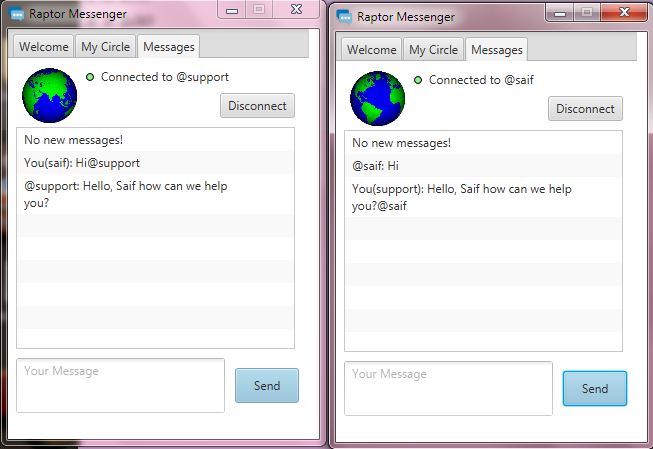 Raptor Messenger
Welcome My Circle Messages
Connected to @support
Disconnect
No new messages!
You(saif): Hi@support
@support: Hello, Saif how can we help
you?
Your Message
Send
Raptor Messenger
Welcome My Circle Messages
Connected to @saif
Disconnect
No new messages!
@saif: Hi
You(support): Hello, Saif how can we help
you?@saif
Your Message
Send